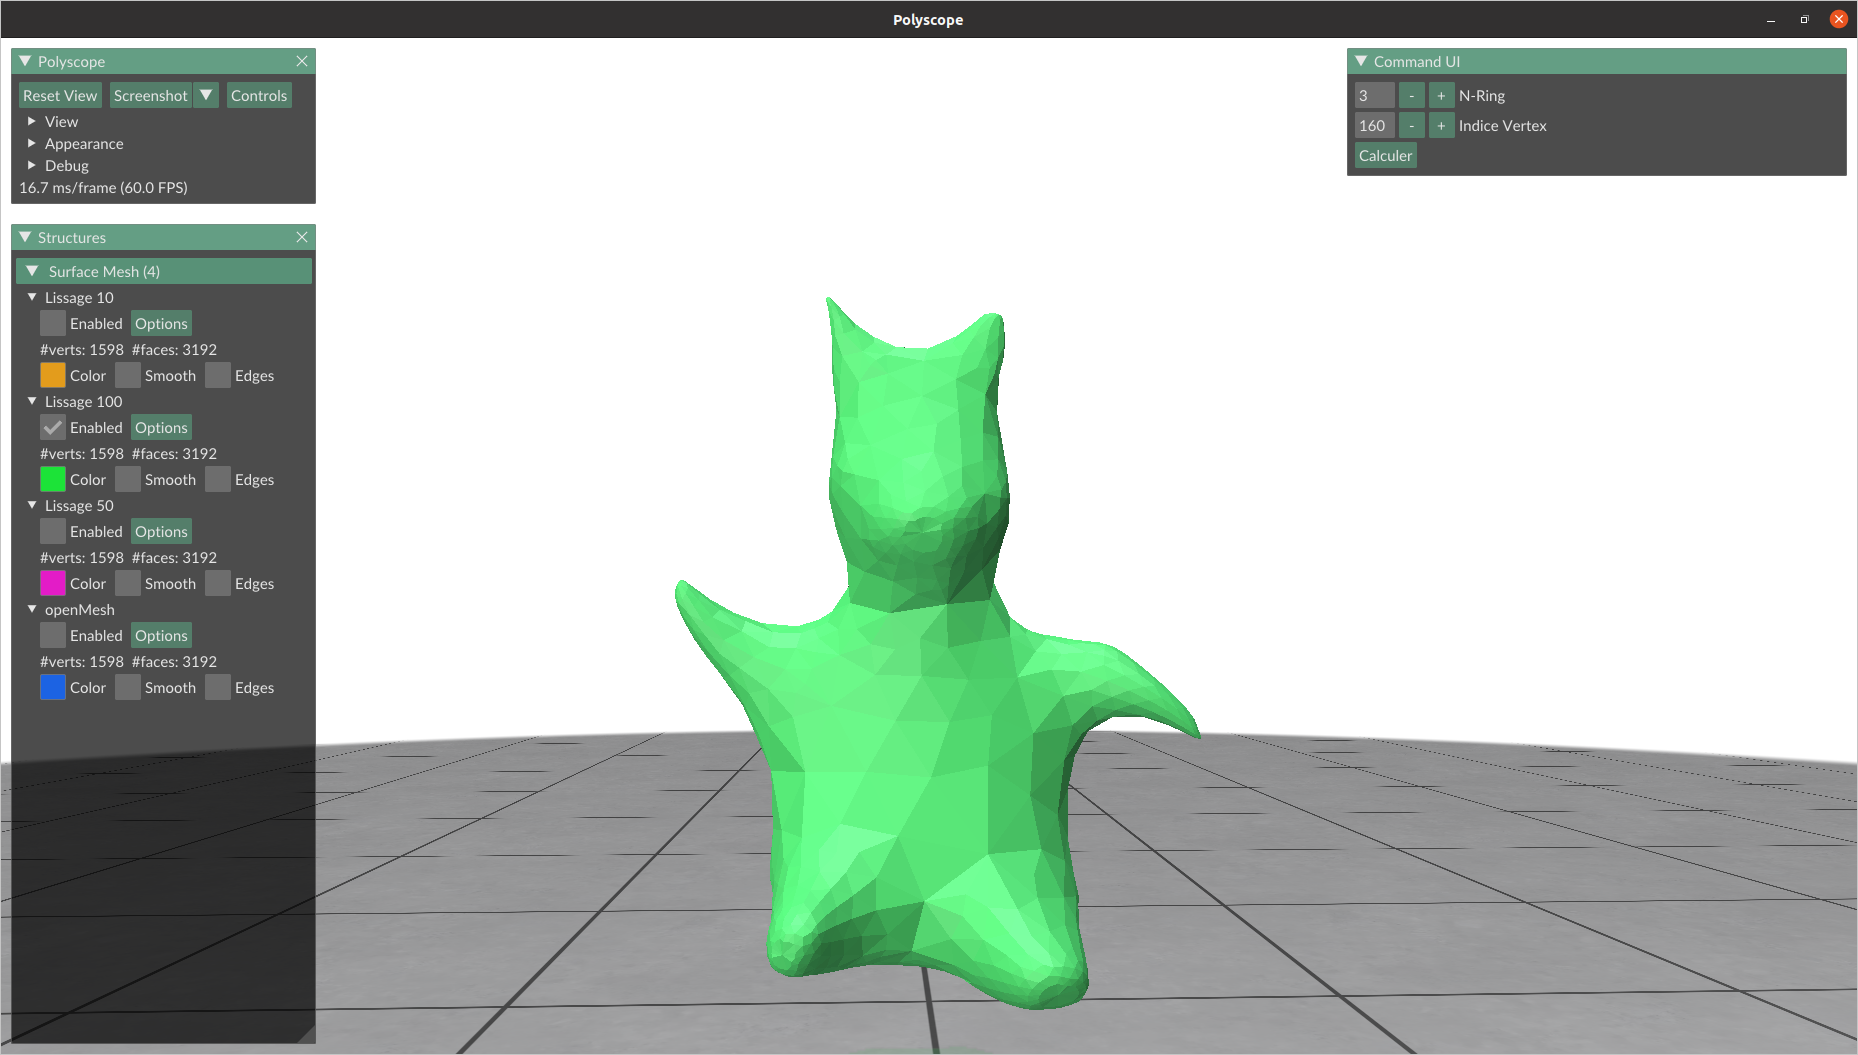 Polyscope
Polyscope
Reset View Screenshot Controls
View
Appearance
Debug
16.7 ms/frame (60.0 FPS)
Structures
Surface Mesh (4)
Lissage 10
Enabled Options
#verts: 1598 #faces: 3192
Color Smooth Edges
Lissage 100
Enabled Options
#verts: 1598 #faces: 3192
Color Smooth Edges
Lissage 50
Enabled Options
#verts: 1598 #faces: 3192
Color Smooth Edges
openMesh
Enabled Options
#verts: 1598 #faces: 3192
Color Smooth Edges
Command UI
3 - + N-Ring
160 - + Indice Vertex
Calculer